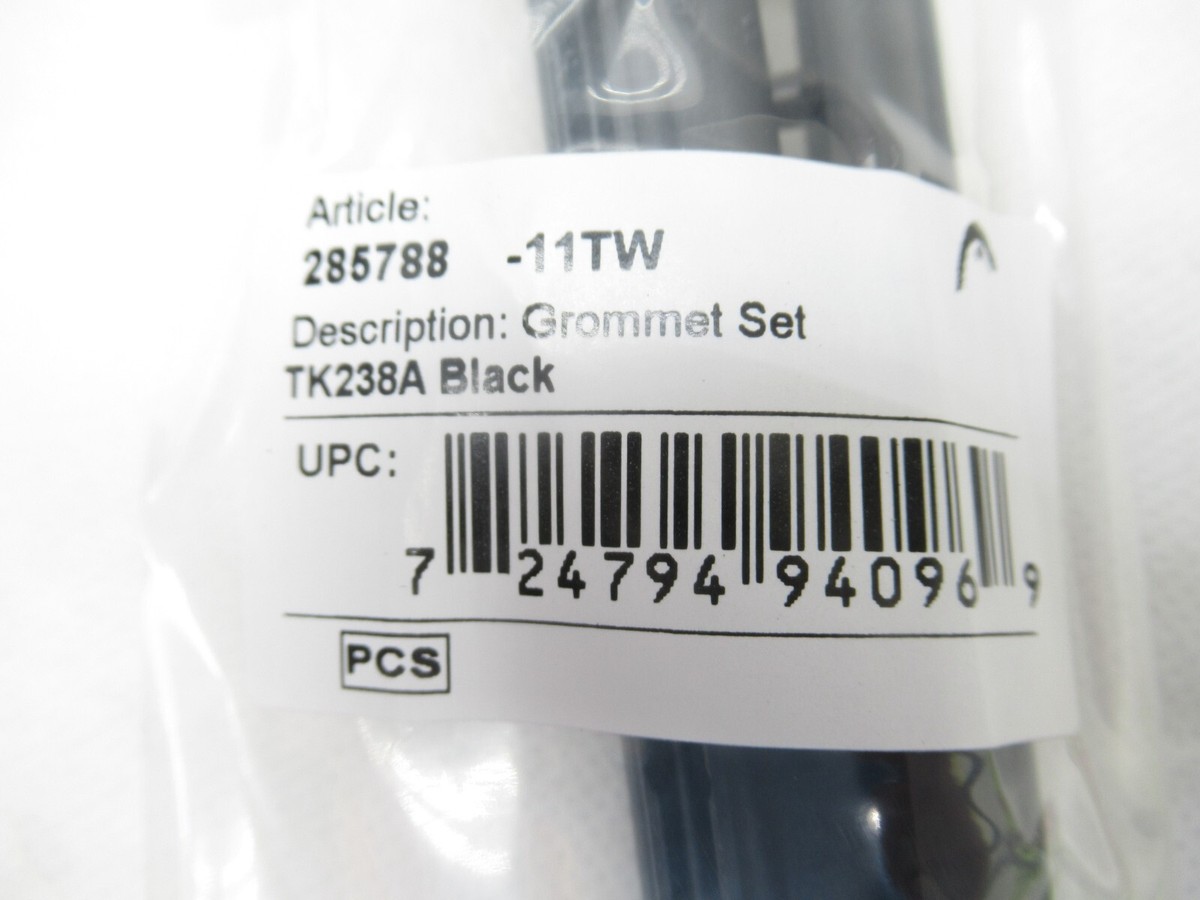 Article:
285788 -11TW
Description: Grommet Set
TK238A Black
UPC:
7 24794 94096 9
PCS